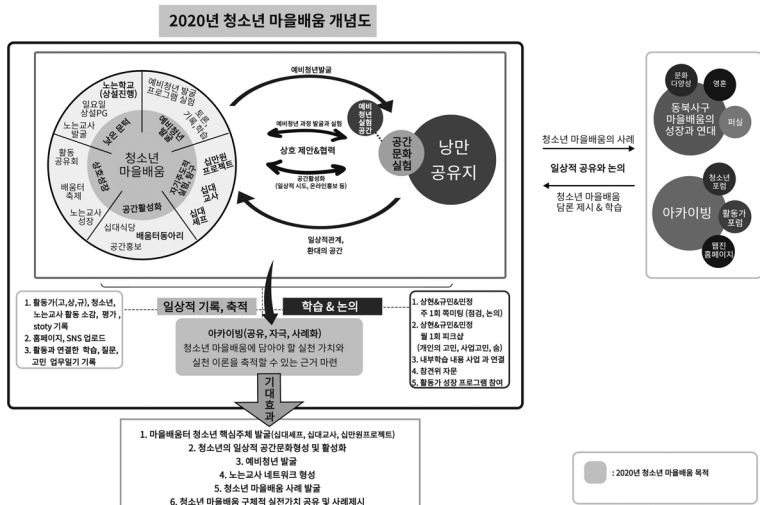 2020년 청소년 마을배움 개념도
노는학교
(상설진행)
예비청년 발굴
프로그램 실험
토론,
기록, 학습
일요일
상설PG
노는교사
발굴
낮은 문턱
예비청년
발굴
십만원
프로젝트
활동
공유회
청소년
마을배움
상호성장
자기주도적
실험, 탐구
십대
교사
배움터
축제
공간활성화
십대
셰프
노는교사
성장
십대식당
배움터동아리
공간홍보
예비청년발굴
예비
청년
실험
공간
예비청년 과정 발굴과 실험
상호 제안&협력
공간활성화
(일상적 시도, 온라인홍보 등)
공간
문화
실험
낭만
공유지
일상적관계,
환대의 공간
청소년 마을배움의 사례
일상적 공유와 논의
청소년 마을배움
담론 제시 & 학습
문화
다양성
영혼
동북사구
마을배움의
성장과 연대
퍼실
청소년
포럼
아카이빙
활동가
포럼
웹진
홈페이지
1. 활동가(고,상,규), 청소년,
노는교사 활동 소감, 평가 ,
stoty 기록
2. 홈페이지, SNS 업로드
3. 활동과 연결한 학습, 질문,
고민 업무일기 기록
일상적 기록, 축적
학습 & 논의
아카이빙(공유, 자극, 사례화)
청소년 마을배움에 담아야 할 실천 가치와
실천 이론을 축적할 수 있는 근거 마련
1. 상현&규민&민정
주 1회 쪽미팅 (점검, 논의)
2. 상현&규민&민정
월 1회 피크샵
(개인의 고민, 사업고민, 숨)
3. 내부학습 내용 사업 과 연결
4. 참견위 자문
5. 활동가 성장 프로그램 참여
기대효과
1. 마을배움터 청소년 핵심주체 발굴(십대셰프, 십대교사, 십만원프로젝트)
2. 청소년의 일상적 공간문화형성 및 활성화
3. 예비청년 발굴
4. 노는교사 네트워크 형성
5. 청소년 마을배움 사례 발굴
6. 청소년 마을배움 구체적 실전가치 공유 및 사례제시
: 2020년 청소년 마을배움 목적